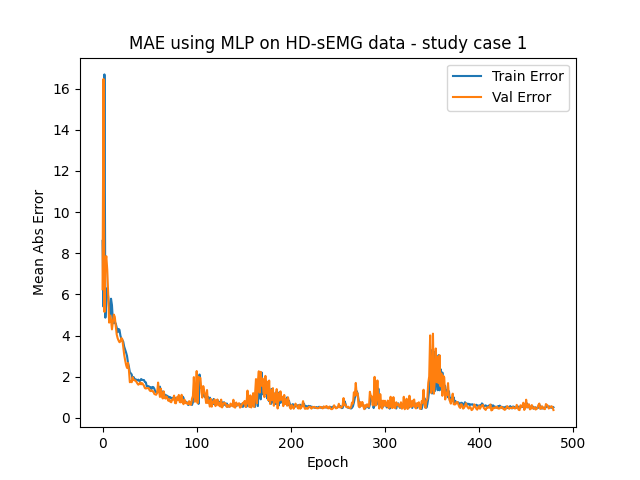 MAE using MLP on HD-sEMG data - study case 1
Train Error
Val Error
Mean Abs Error
16
14
12
10
8
6
4
2
0
0 100 200 300 400 500
Epoch